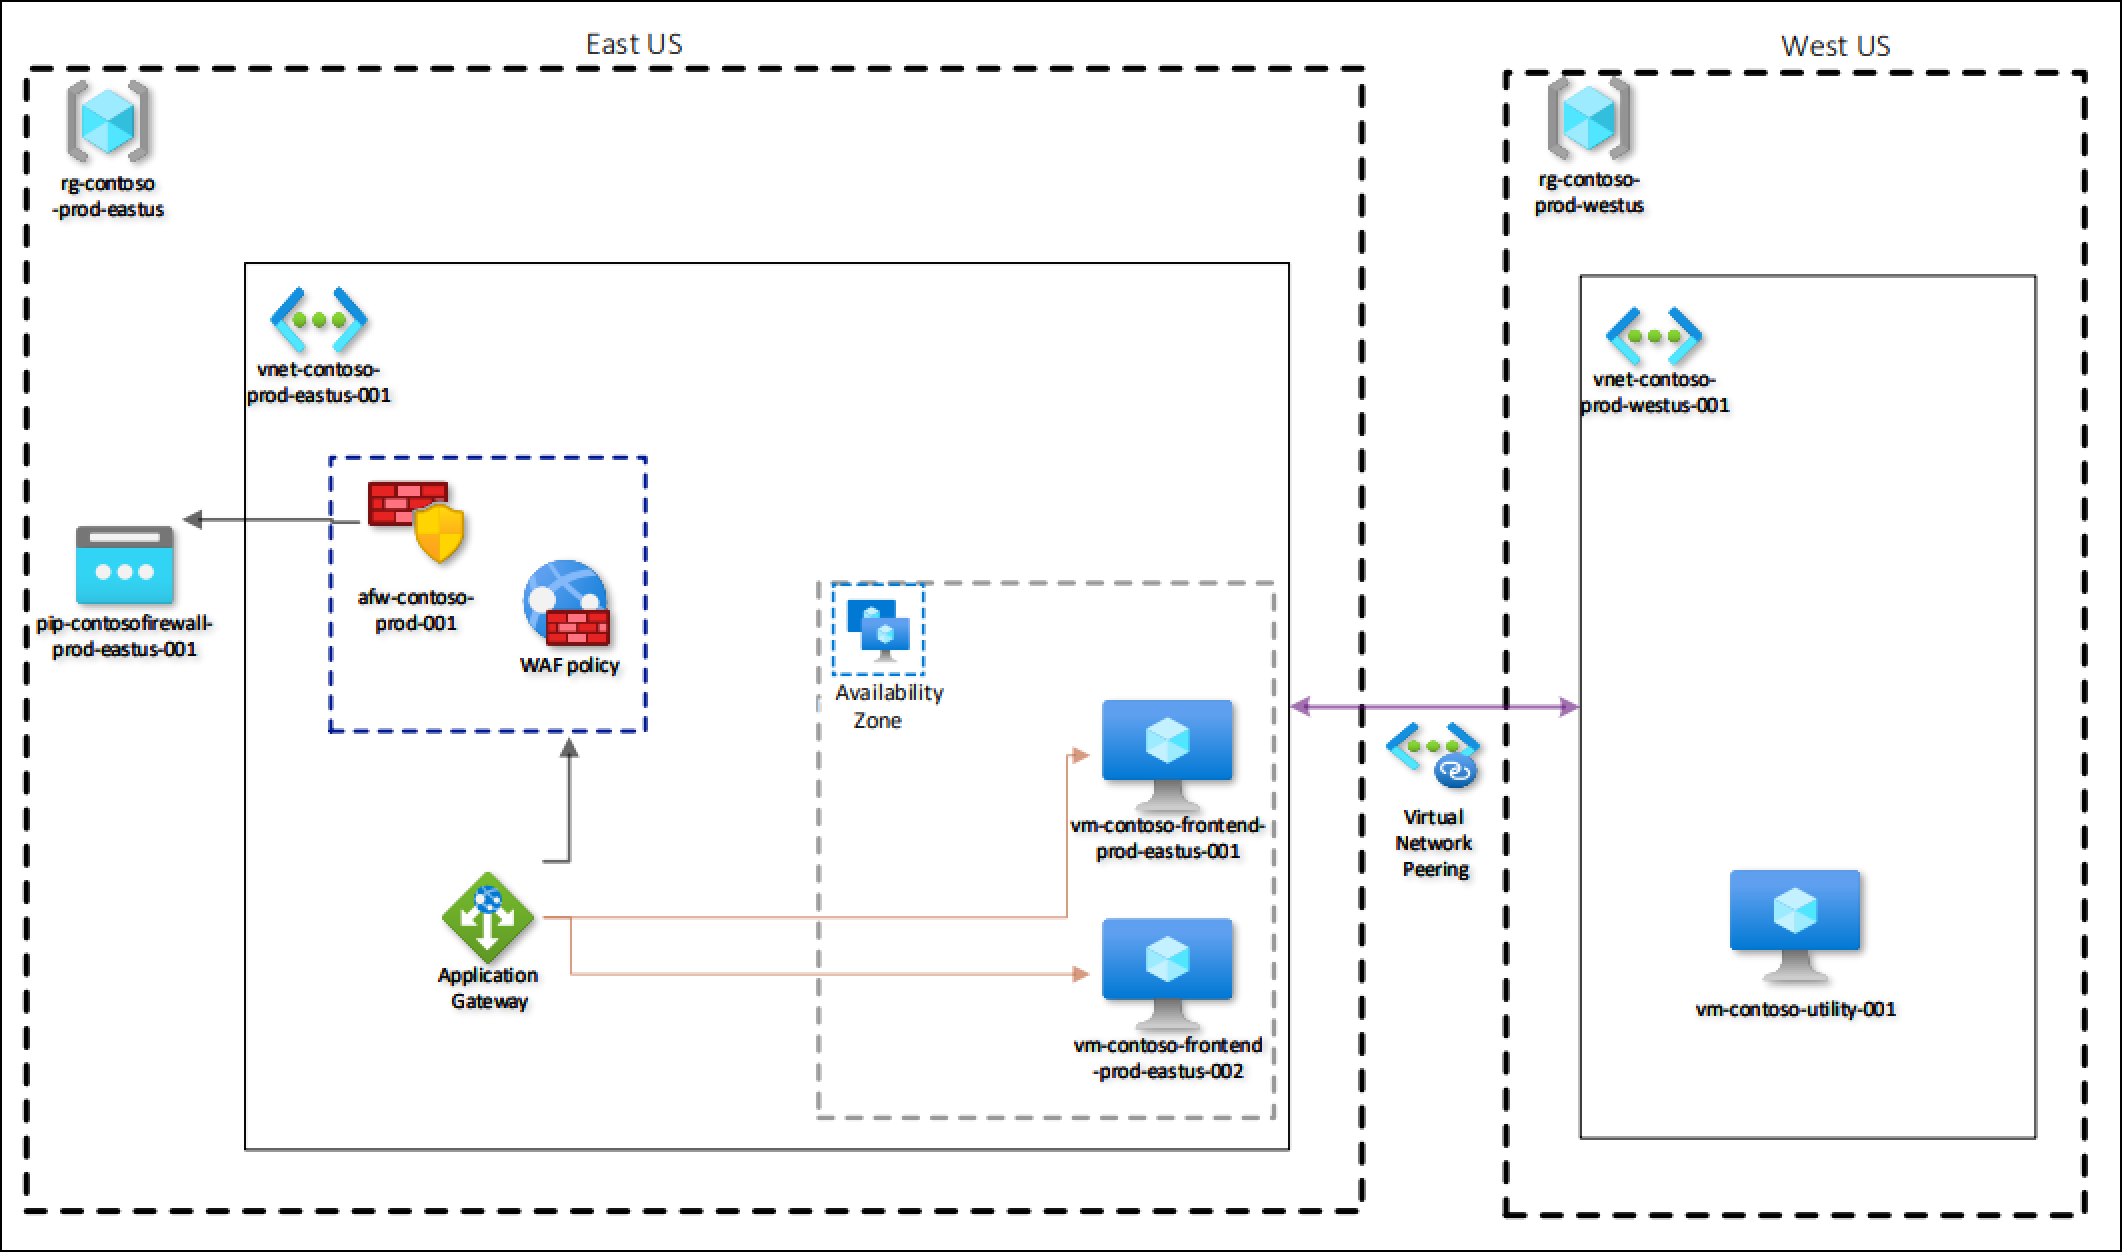 East US
West US
rg-contoso
-prod-eastus
rg-contoso-
prod-westus
vnet-contoso-
prod-eastus-001
vnet-contoso-
prod-westus-001
pip-contosofirewall-
prod-eastus-001
afw-contoso-
prod-001
WAF policy
Availability
Zone
vm-contoso-frontend-
prod-eastus-001
Virtual
Network
Peering
Application
Gateway
vm-contoso-frontend
-prod-eastus-002
vm-contoso-utility-001